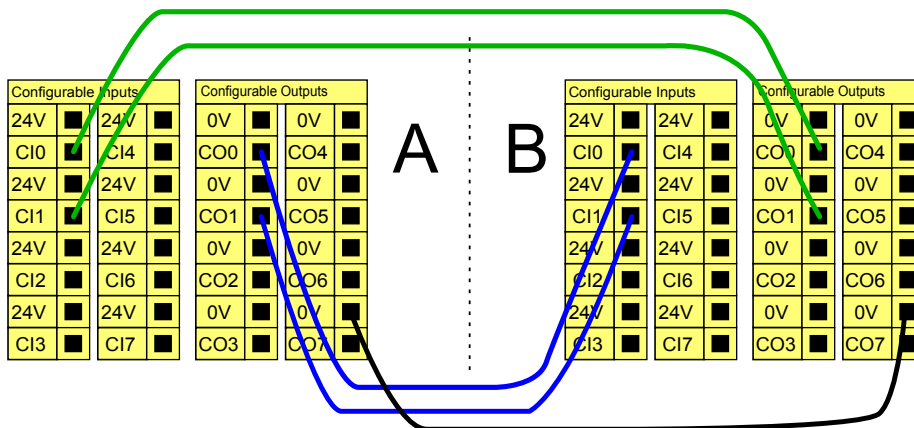 A B
Configurable Inputs Configurable Outputs Configurable Inputs Configurable Outputs
24V 24V 0V 0V 24V 24V 0V 0V
CI0 CI4 CO0 CO4 CI0 CI4 CO0 CO4
24V 24V 0V 0V 24V 24V 0V 0V
CI1 CI5 CO1 CO5 CI1 CI5 CO1 CO5
24V 24V 0V 0V 24V 24V 0V 0V
CI2 CI6 CO2 CO6 CI2 CI6 CO2 CO6
24V 24V 0V 0V 24V 24V 0V 0V
CI3 CI7 CO3 CO7 CI3 CI7 CO3 CO7